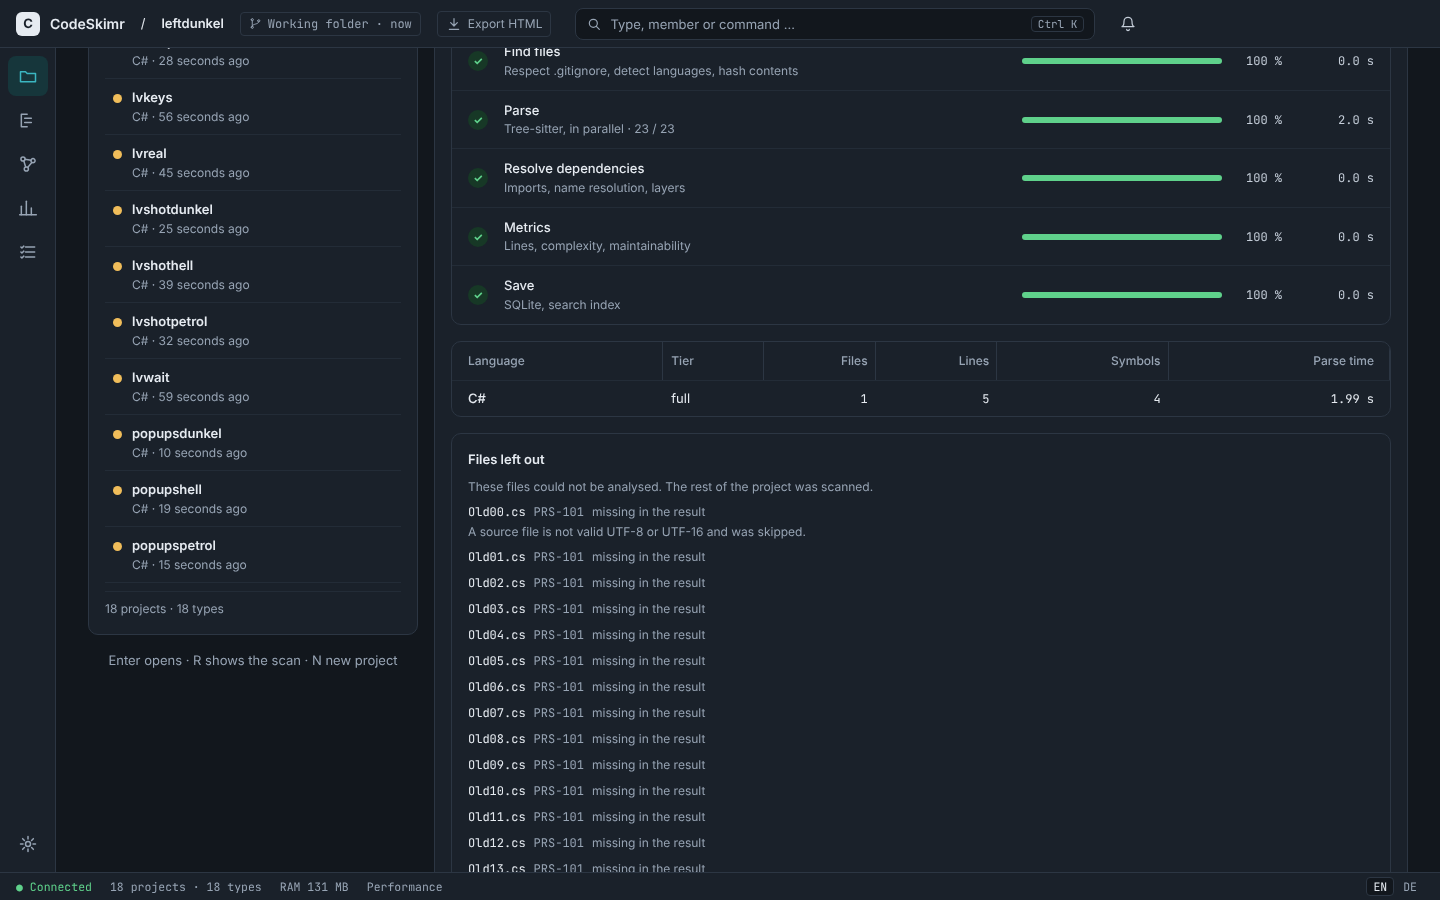 C CodeSkimr / leftdunkel Working folder · now Export HTML Type, member or command ... Ctrl K
C# · 28 seconds ago
lvkeys
C# · 56 seconds ago
lvreal
C# · 45 seconds ago
lvshotdunkel
C# · 25 seconds ago
lvshothell
C# · 39 seconds ago
lvshotpetrol
C# · 32 seconds ago
lvwait
C# · 59 seconds ago
popupsdunkel
C# · 10 seconds ago
popupshell
C# · 19 seconds ago
popupspetrol
C# · 15 seconds ago
18 projects · 18 types
Enter opens · R shows the scan · N new project
Find files
Respect .gitignore, detect languages, hash contents
100 % 0.0 s
Parse
Tree-sitter, in parallel · 23 / 23
100 % 2.0 s
Resolve dependencies
Imports, name resolution, layers
100 % 0.0 s
Metrics
Lines, complexity, maintainability
100 % 0.0 s
Save
SQLite, search index
100 % 0.0 s
Language Tier Files Lines Symbols Parse time
C# full 1 5 4 1.99 s
Files left out
These files could not be analysed. The rest of the project was scanned.
Old00.cs PRS-101 missing in the result
A source file is not valid UTF-8 or UTF-16 and was skipped.
Old01.cs PRS-101 missing in the result
Old02.cs PRS-101 missing in the result
Old03.cs PRS-101 missing in the result
Old04.cs PRS-101 missing in the result
Old05.cs PRS-101 missing in the result
Old06.cs PRS-101 missing in the result
Old07.cs PRS-101 missing in the result
Old08.cs PRS-101 missing in the result
Old09.cs PRS-101 missing in the result
Old10.cs PRS-101 missing in the result
Old11.cs PRS-101 missing in the result
Old12.cs PRS-101 missing in the result
Old13.cs PRS-101 missing in the result
Connected 18 projects · 18 types RAM 131 MB Performance EN DE